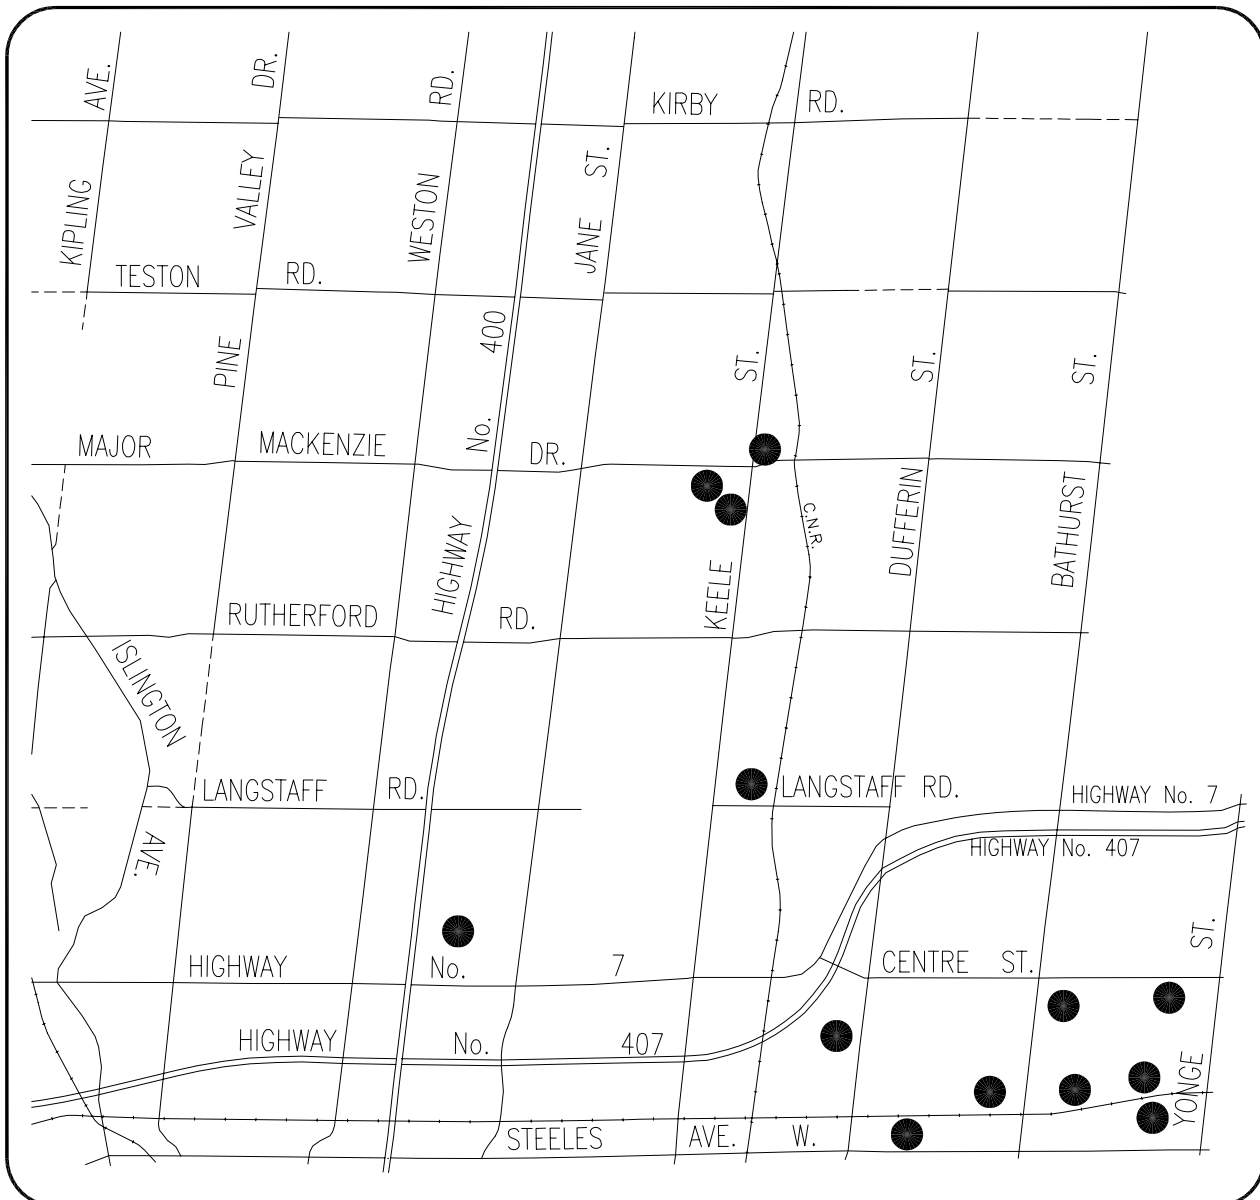 KIPLING AVE.
PINE VALLEY DR.
WESTON RD.
HIGHWAY No. 400
JANE ST.
KIRBY RD.
TESTON RD.
KEELE ST.
DUFFERIN ST.
BATHURST ST.
MAJOR MACKENZIE DR.
C.N.R.
RUTHERFORD RD.
ISLINGTON AVE.
LANGSTAFF RD.
LANGSTAFF RD.
HIGHWAY No. 7
HIGHWAY No. 407
HIGHWAY No. 7
CENTRE ST.
HIGHWAY No. 407
YONGE ST.
STEELES AVE. W.